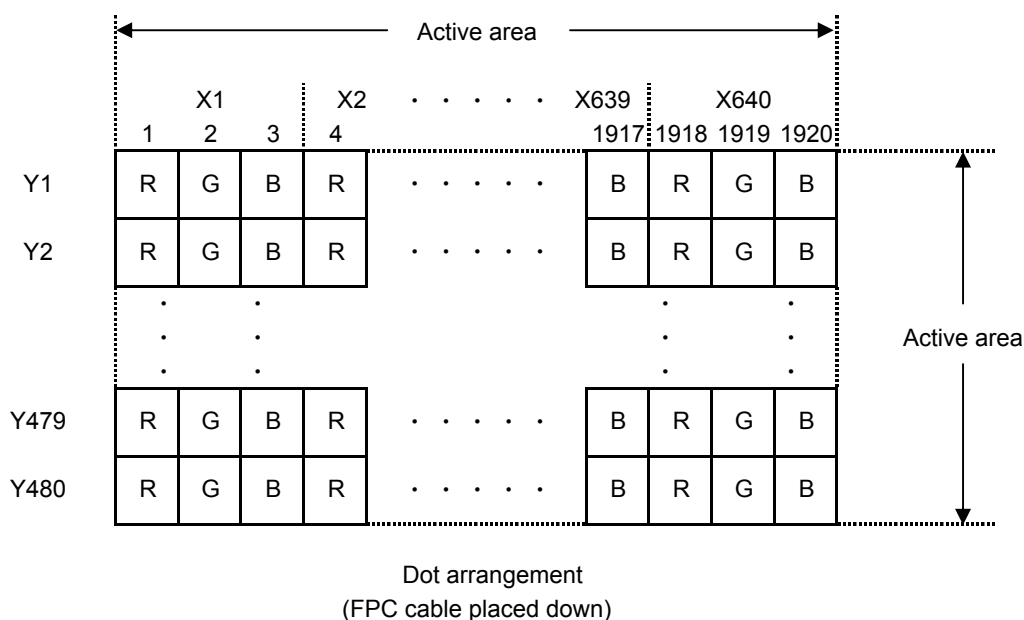 Active area
X1 X2 · · · · · X639 X640
1 2 3 4 1917 1918 1919 1920
Y1 R G B R · · · · · B R G B
Y2 R G B R · · · · · B R G B
· · · ·
· · · ·
Active area
· · · ·
Y479 R G B R · · · · · B R G B
Y480 R G B R · · · · · B R G B
Dot arrangement
(FPC cable placed down)